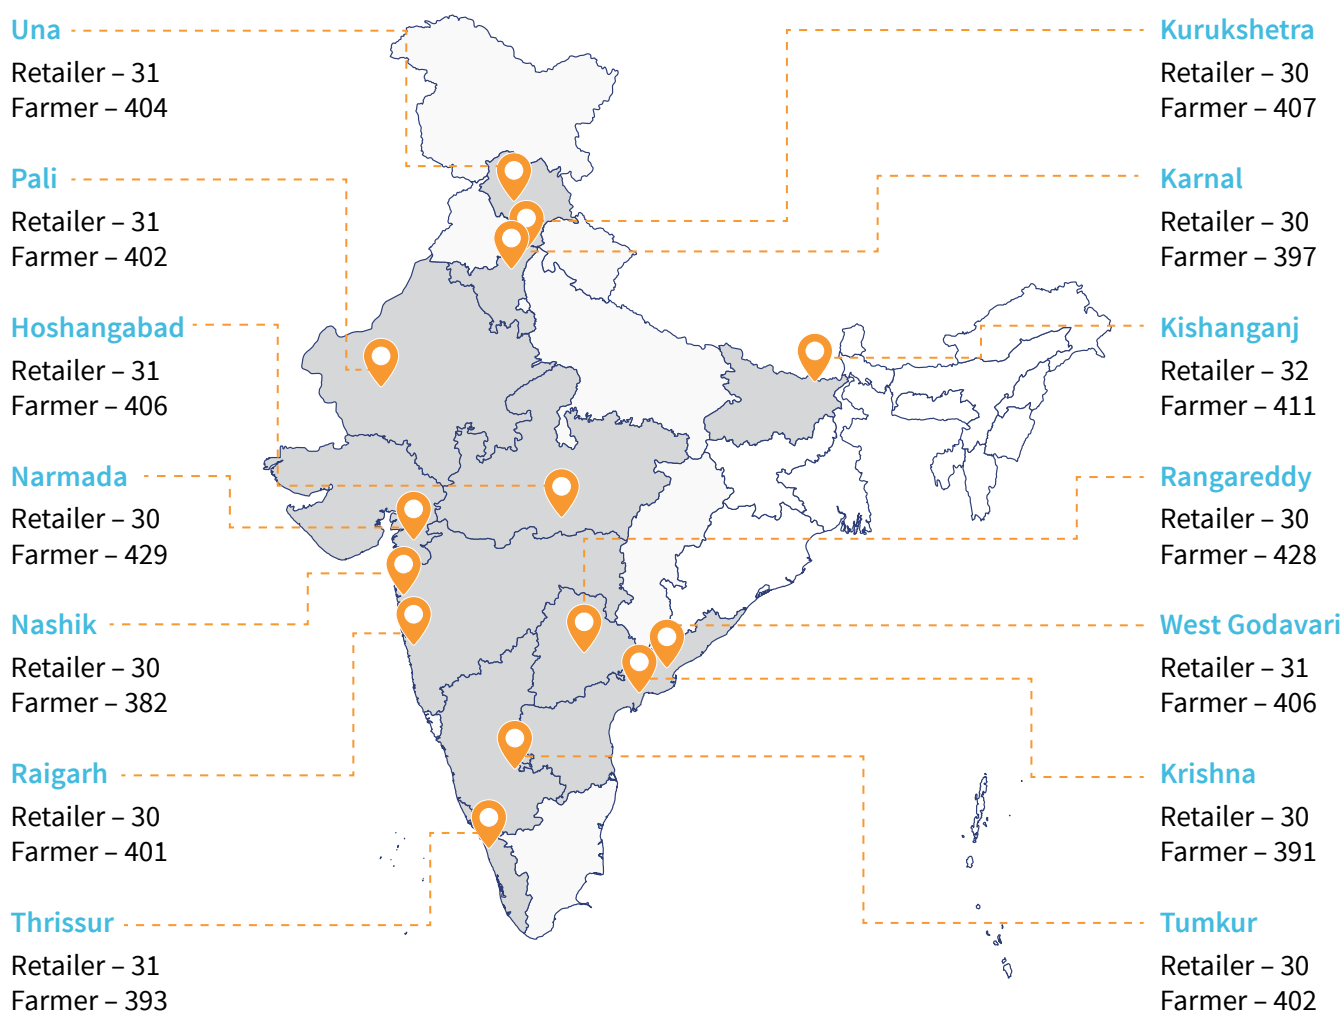 Una
Retailer – 31
Farmer – 404
Pali
Retailer – 31
Farmer – 402
Hoshangabad
Retailer – 31
Farmer – 406
Narmada
Retailer – 30
Farmer – 429
Nashik
Retailer – 30
Farmer – 382
Raigarh
Retailer – 30
Farmer – 401
Thrissur
Retailer – 31
Farmer – 393
Kurukshetra
Retailer – 30
Farmer – 407
Karnal
Retailer – 30
Farmer – 397
Kishanganj
Retailer – 32
Farmer – 411
Rangareddy
Retailer – 30
Farmer – 428
West Godavari
Retailer – 31
Farmer – 406
Krishna
Retailer – 30
Farmer – 391
Tumkur
Retailer – 30
Farmer – 402